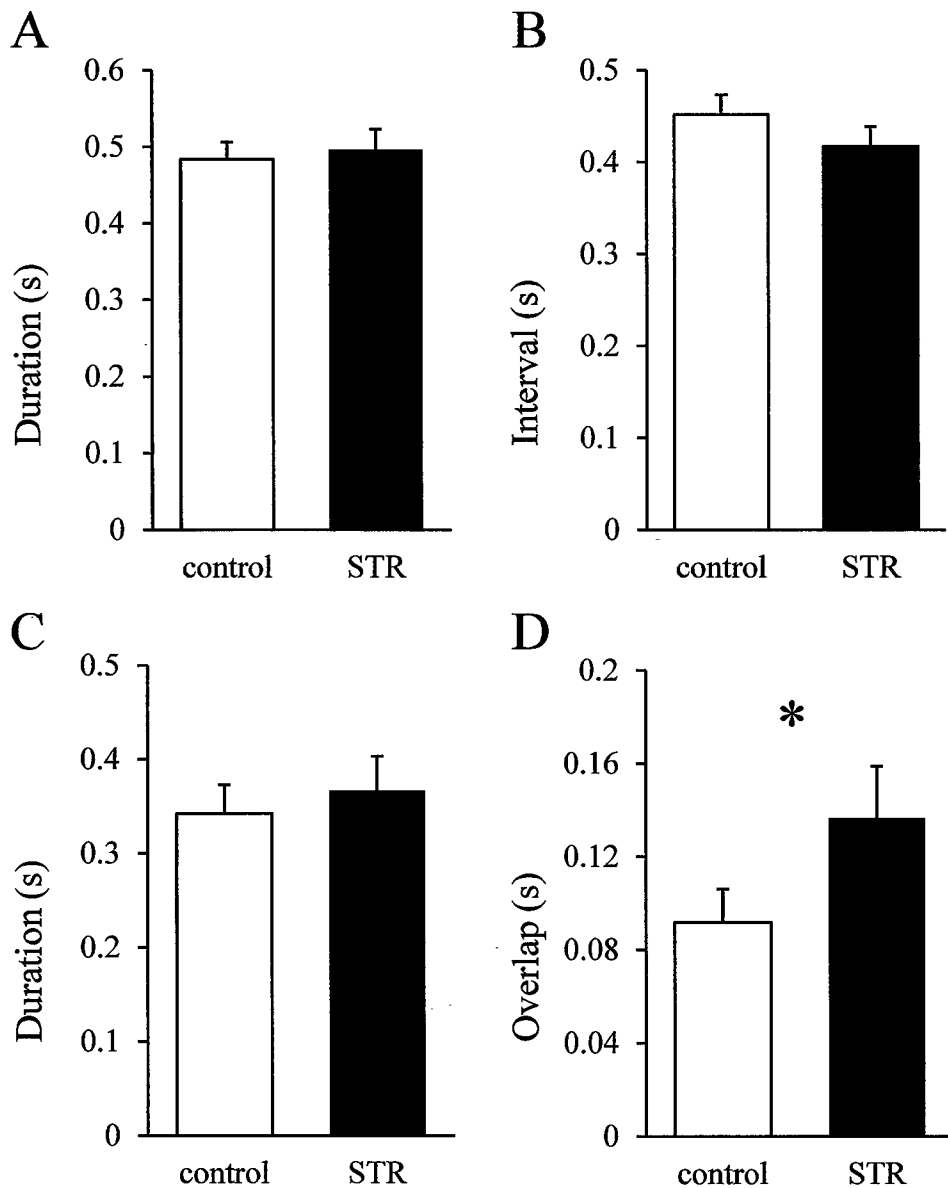 A
Duration (s)
0.6
0.5
0.4
0.3
0.2
0.1
0
control STR
B
Interval (s)
0.5
0.4
0.3
0.2
0.1
0
control STR
C
Duration (s)
0.5
0.4
0.3
0.2
0.1
0
control STR
D
Overlap (s)
0.2
0.16
0.12
0.08
0.04
0
*
control STR